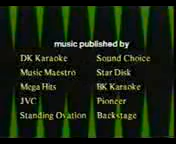 music published by
DK Karaoke
Sound Choice
Music Maestro
Star Disk
Mega Hits
BK Karaoke
JVC
Pioneer
Standing Ovation
Backstage